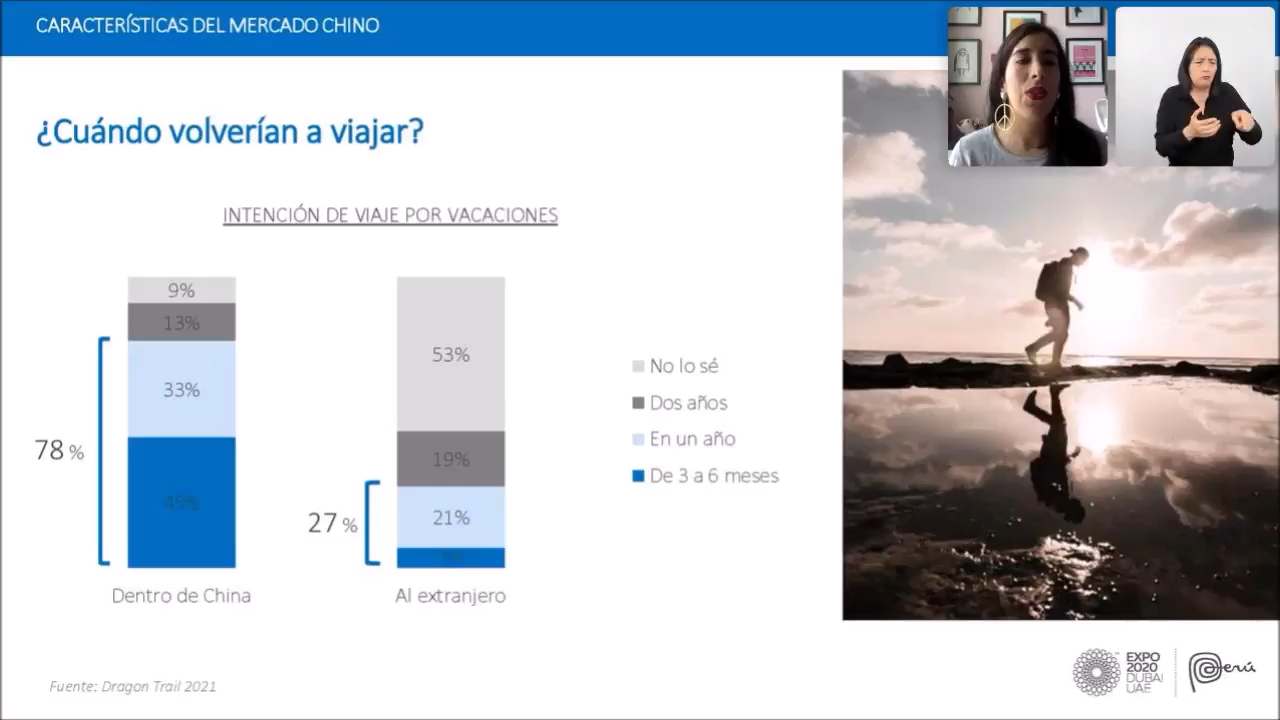 CARACTERÍSTICAS DEL MERCADO CHINO
¿Cuándo volverían a viajar?
INTENCIÓN DE VIAJE POR VACACIONES
9%
13%
33%
45%
78 %
Dentro de China
53%
19%
21%
27 %
Al extranjero
No lo sé
Dos años
En un año
De 3 a 6 meses
Fuente: Dragon Trail 2021
EXPO
2020
DUBAI
UAE
Perú